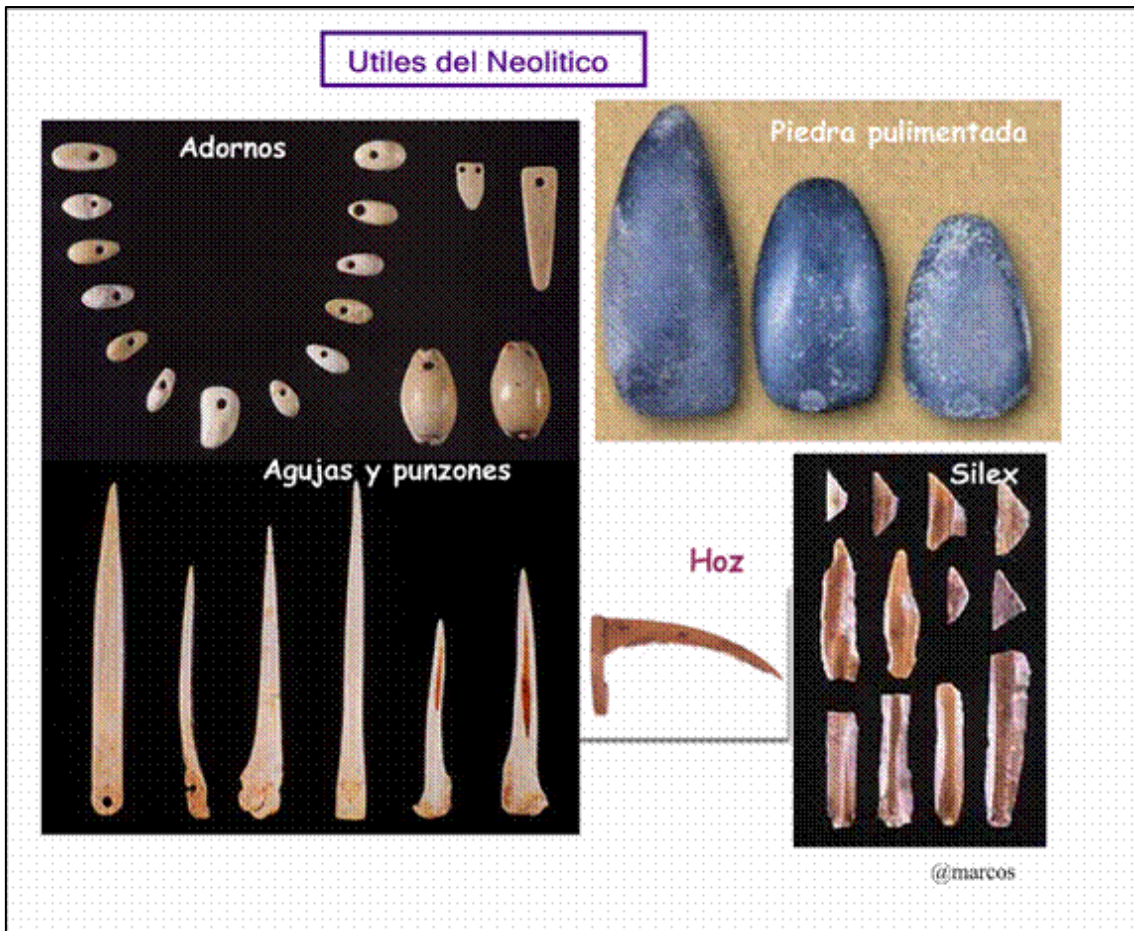 Utiles del Neolitico
Adornos
Piedra pulimentada
Agujas y punzones
Silex
Hoz
@marcos